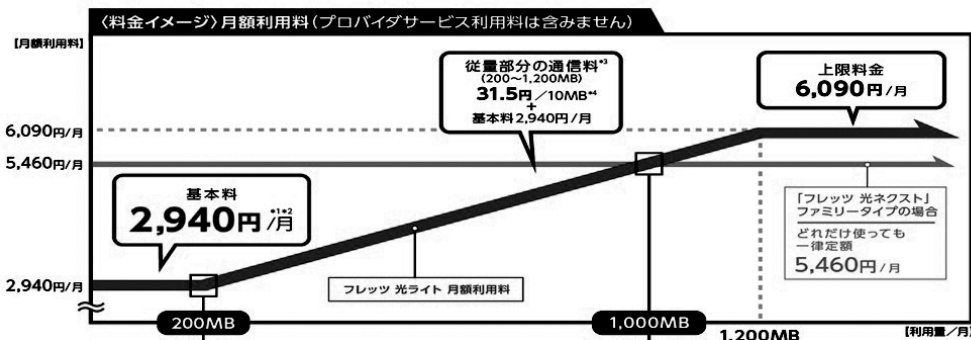 〈料金イメージ〉月額利用料(プロバイダサービス利用料は含みません)
【月額利用料】
従量部分の通信料*3
(200〜1,200MB)
31.5円/10MB*4
+
基本料2,940円/月
上限料金
6,090円/月
6,090円/月
5,460円/月
基本料
2,940円/月*1*2
「フレッツ 光ネクスト」
ファミリータイプの場合
どれだけ使っても
一律定額
5,460円/月
2,940円/月
フレッツ 光ライト 月額利用料
200MB
1,000MB
1,200MB
【利用量/月】